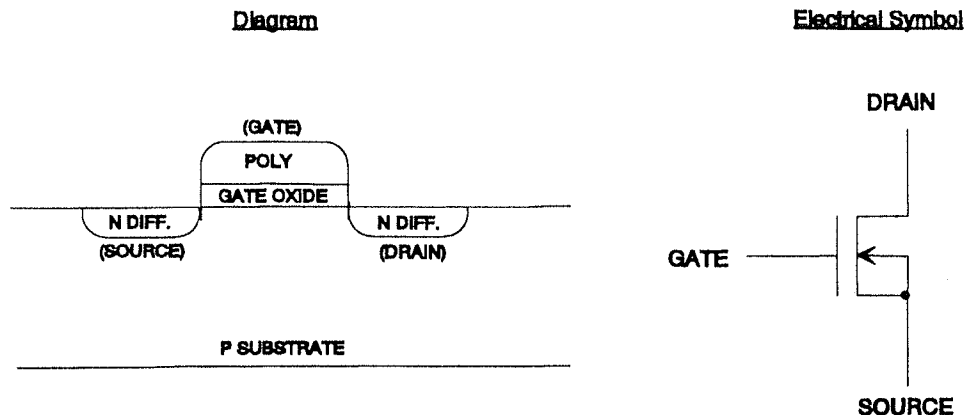 Diagram
Electrical Symbol
DRAIN
(GATE)
POLY
GATE OXIDE
N DIFF.
N DIFF.
(SOURCE)
(DRAIN)
GATE
P SUBSTRATE
SOURCE